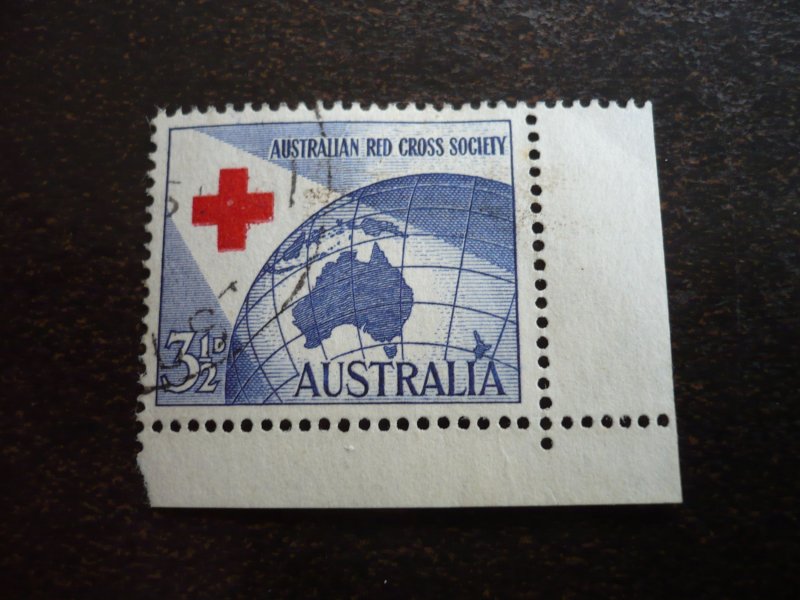 AUSTRALIAN RED CROSS SOCIETY
3½D
AUSTRALIA